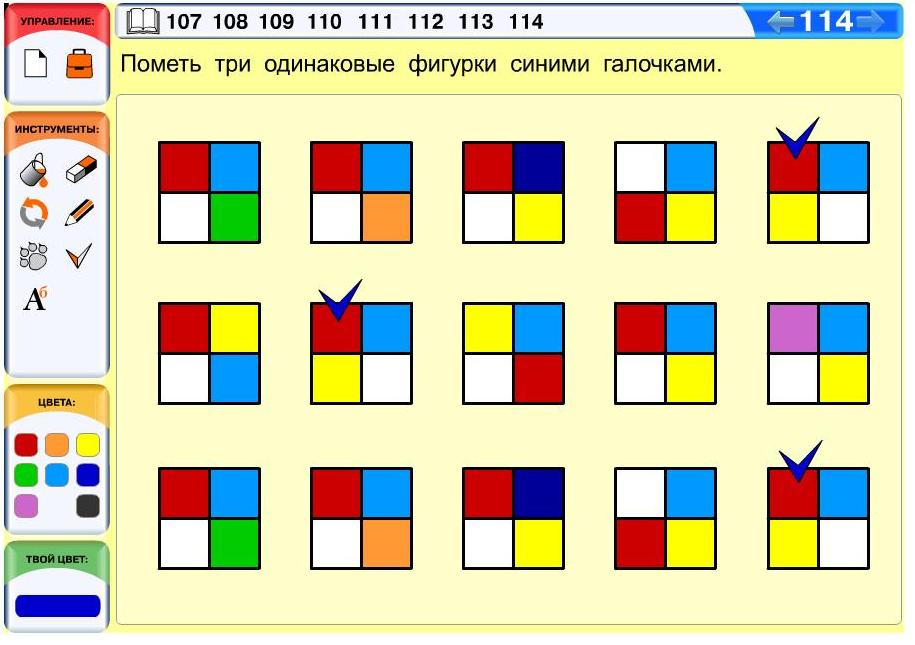 УПРАВЛЕНИЕ:
107 108 109 110 111 112 113 114
114
Пометь три одинаковые фигурки синими галочками.
ИНСТРУМЕНТЫ:
Аб
ЦВЕТА:
ТВОЙ ЦВЕТ: